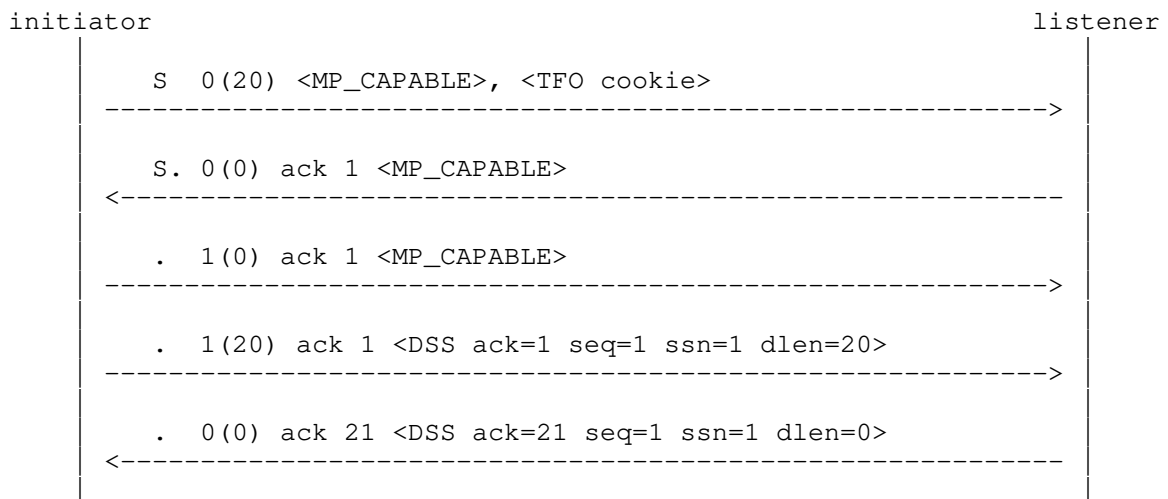 initiator listener
S 0(20) <MP_CAPABLE>, <TFO cookie>
S. 0(0) ack 1 <MP_CAPABLE>
. 1(0) ack 1 <MP_CAPABLE>
. 1(20) ack 1 <DSS ack=1 seq=1 ssn=1 dlen=20>
. 0(0) ack 21 <DSS ack=21 seq=1 ssn=1 dlen=0>